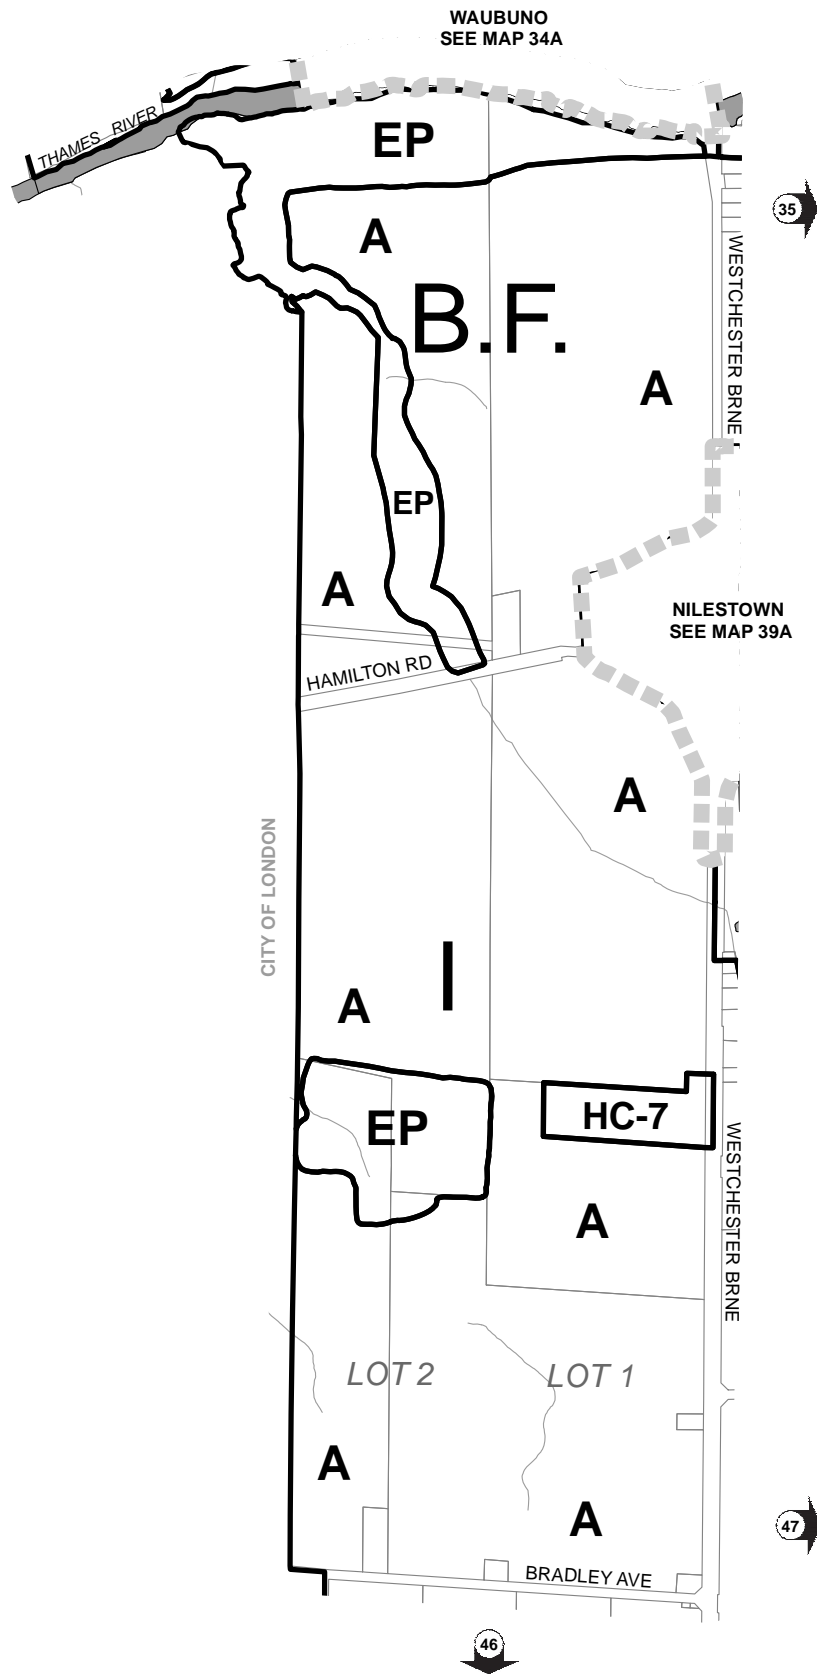 WAUBUNO
SEE MAP 34A
THAMES RIVER
EP
35
A
WESTCHESTER BRNE
B.F.
A
EP
A
NILESTOWN
SEE MAP 39A
HAMILTON RD
A
CITY OF LONDON
I
A
EP
HC-7
WESTCHESTER BRNE
A
LOT 2
LOT 1
A
A
47
BRADLEY AVE
46